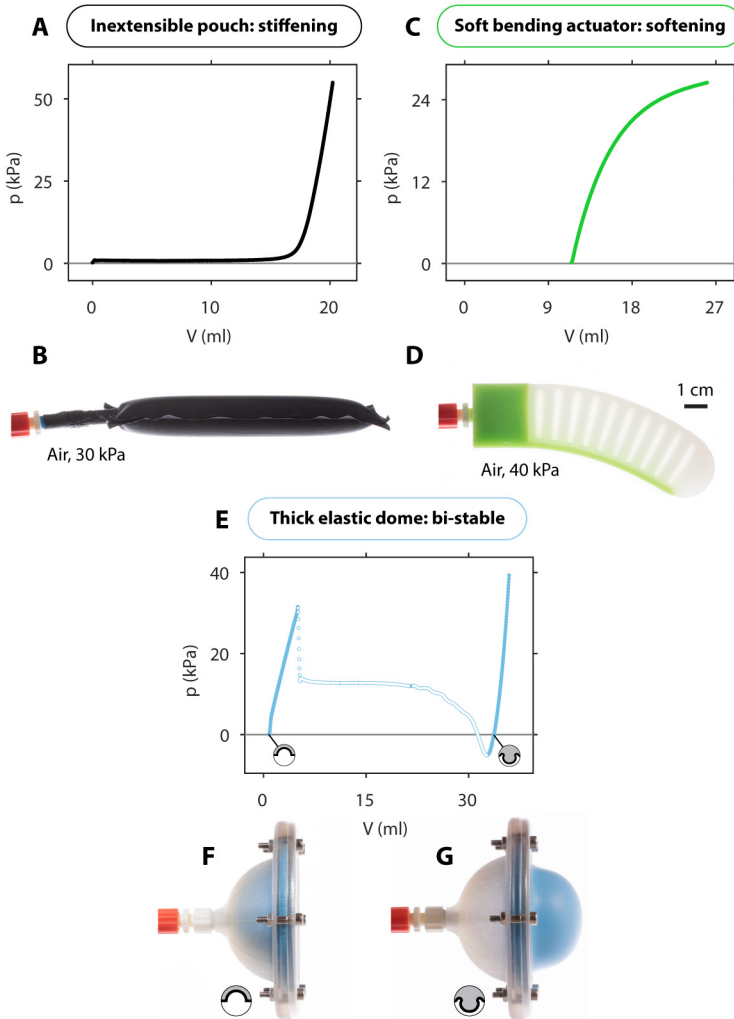 A Inextensible pouch: stiffening
50
25
0
p (kPa)
0 10 20
V (ml)
C Soft bending actuator: softening
24
12
0
p (kPa)
0 9 18 27
V (ml)
B
Air, 30 kPa
D
1 cm
Air, 40 kPa
E Thick elastic dome: bi-stable
40
20
0
p (kPa)
0 15 30
V (ml)
F
G